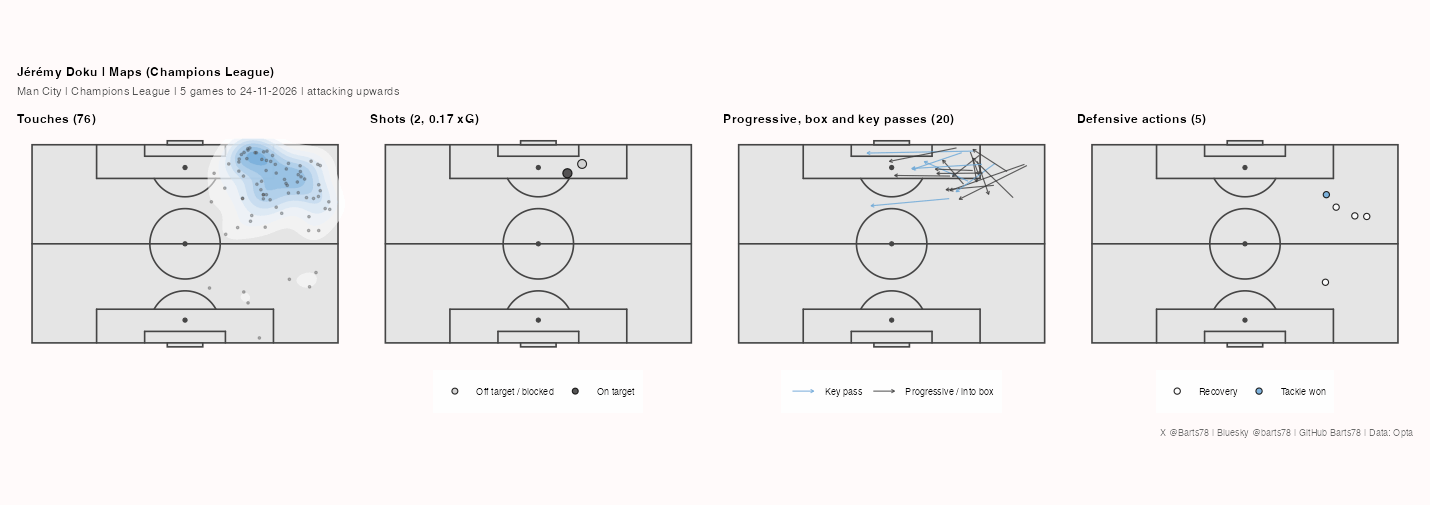 Jérémy Doku | Maps (Champions League)
Man City | Champions League | 5 games to 24-11-2026 | attacking upwards
Touches (76)
Shots (2, 0.17 xG)
Progressive, box and key passes (20)
Defensive actions (5)
Off target / blocked
On target
Key pass
Progressive / into box
Recovery
Tackle won
X @Barts78 | Bluesky @barts78 | GitHub Barts78 | Data: Opta